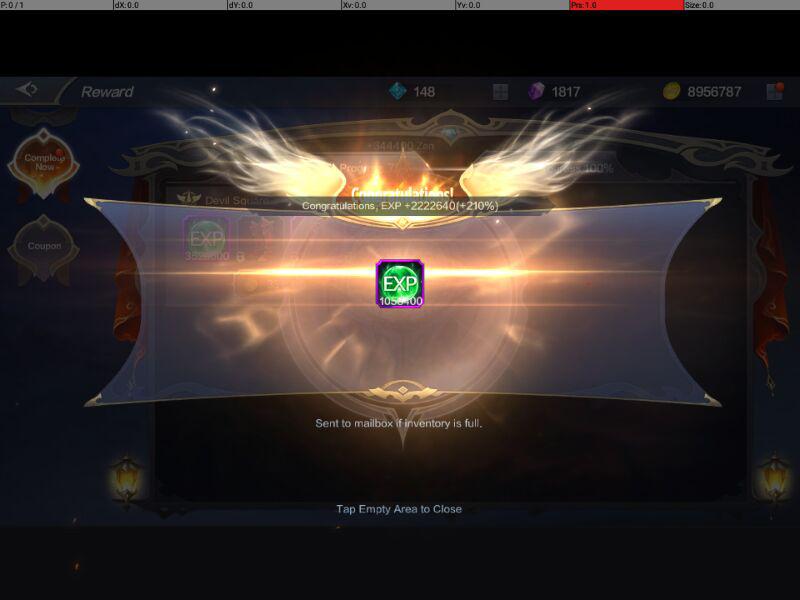 P: 0 / 1 dX: 0.0 dY: 0.0 Xv: 0.0 Yv: 0.0 Prs: 1.0 Size: 0.0
Reward 148 1817 8956787
+344400 Zen
100%
Complete Now
Congratulations!
Devil Square
Congratulations, EXP +2222640(+210%)
Coupon
EXP
EXP
1058400
Sent to mailbox if inventory is full.
Tap Empty Area to Close